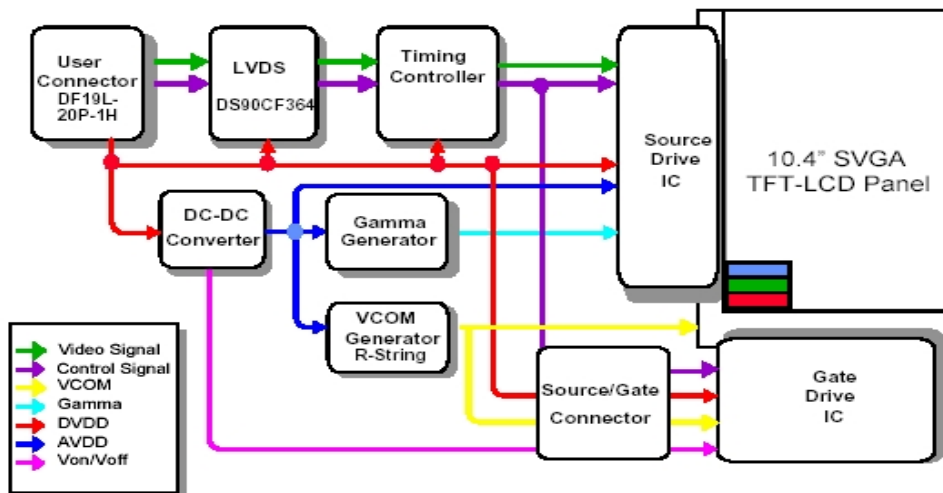 User
Connector
DF19L-
20P-1H
LVDS
DS90CF364
Timing
Controller
Source
Drive
IC
10.4" SVGA
TFT-LCD Panel
DC-DC
Converter
Gamma
Generator
VCOM
Generator
R-String
Source/Gate
Connector
Gate
Drive
IC
Video Signal
Control Signal
VCOM
Gamma
DVDD
AVDD
Von/Voff